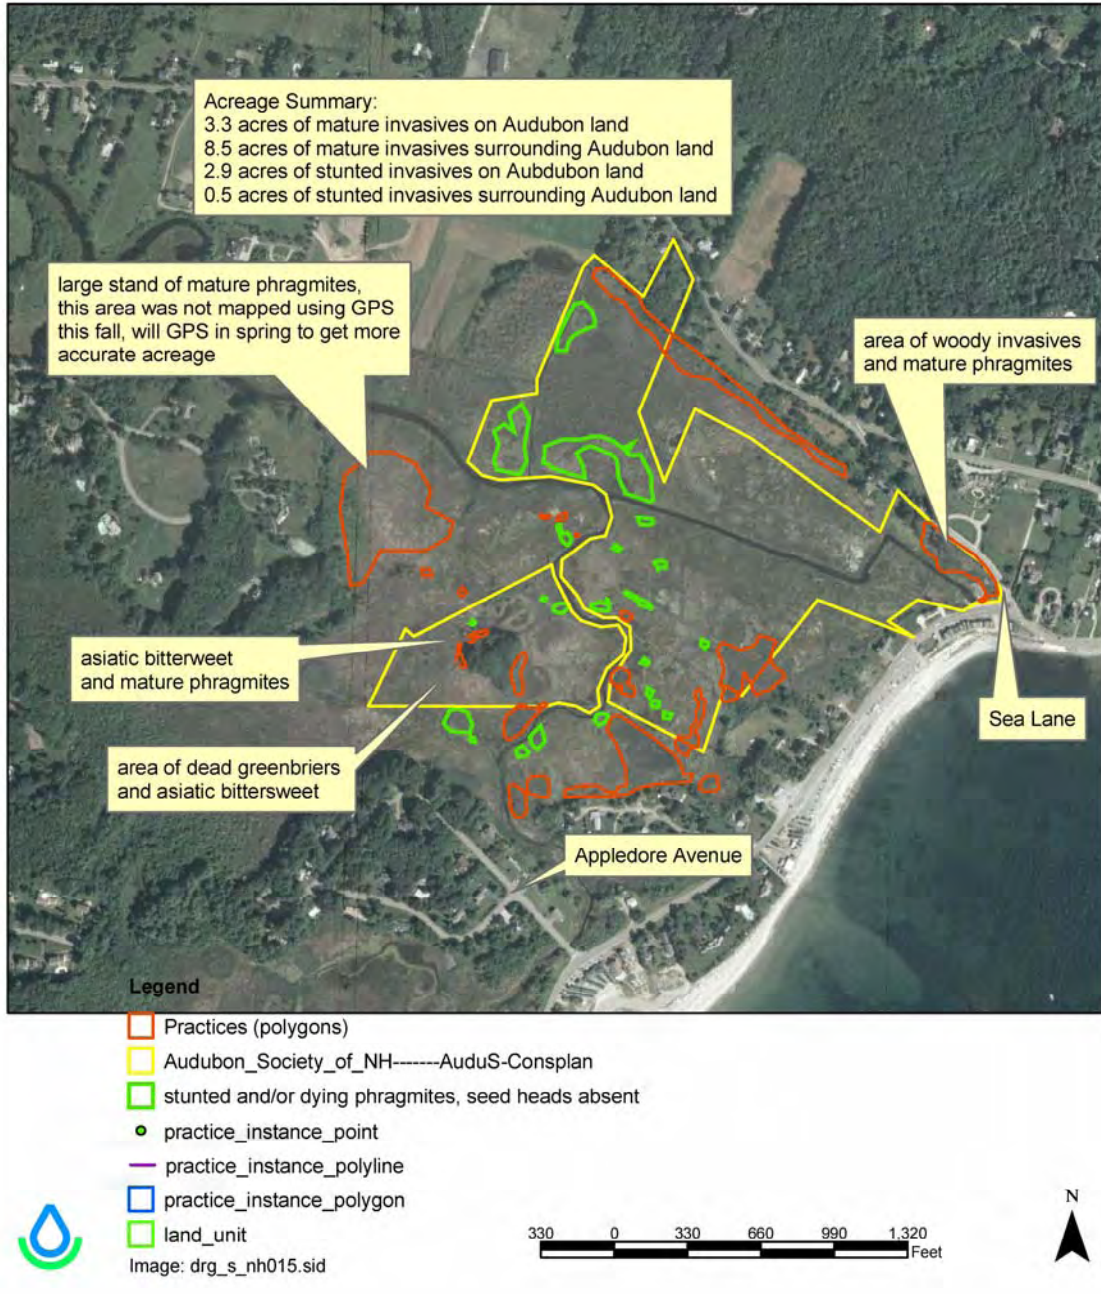 Acreage Summary:
3.3 acres of mature invasives on Audubon land
8.5 acres of mature invasives surrounding Audubon land
2.9 acres of stunted invasives on Aubdubon land
0.5 acres of stunted invasives surrounding Audubon land
large stand of mature phragmites,
this area was not mapped using GPS
this fall, will GPS in spring to get more
accurate acreage
area of woody invasives
and mature phragmites
asiatic bitterweet
and mature phragmites
Sea Lane
area of dead greenbriers
and asiatic bittersweet
Appledore Avenue
Legend
Practices (polygons)
Audubon_Society_of_NH-------AuduS-Consplan
stunted and/or dying phragmites, seed heads absent
practice_instance_point
practice_instance_polyline
practice_instance_polygon
land_unit
Image: drg_s_nh015.sid
330 0 330 660 990 1,320
Feet
N